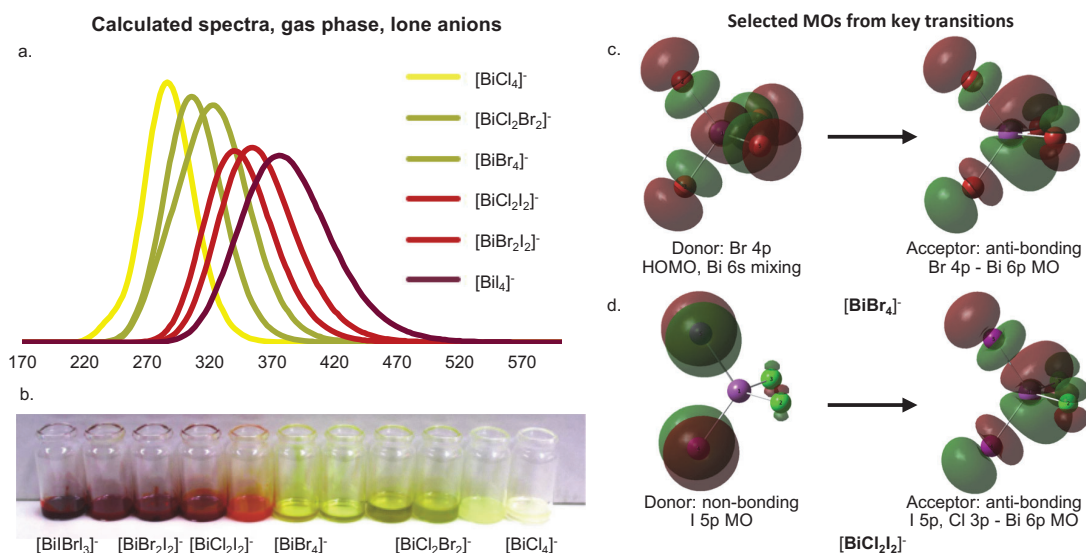 Calculated spectra, gas phase, lone anions
a.
[BiCl4]-
[BiCl2Br2]-
[BiBr4]-
[BiCl2I2]-
[BiBr2I2]-
[BiI4]-
170 220 270 320 370 420 470 520 570
b.
[BiIBrI3]- [BiBr2I2]- [BiCl2I2]- [BiBr4]- [BiCl2Br2]- [BiCl4]-
Selected MOs from key transitions
c.
Donor: Br 4p
HOMO, Bi 6s mixing
Acceptor: anti-bonding
Br 4p - Bi 6p MO
[BiBr4]-
d.
1
3
2
Donor: non-bonding
I 5p MO
Acceptor: anti-bonding
I 5p, Cl 3p - Bi 6p MO
[BiCl2I2]-